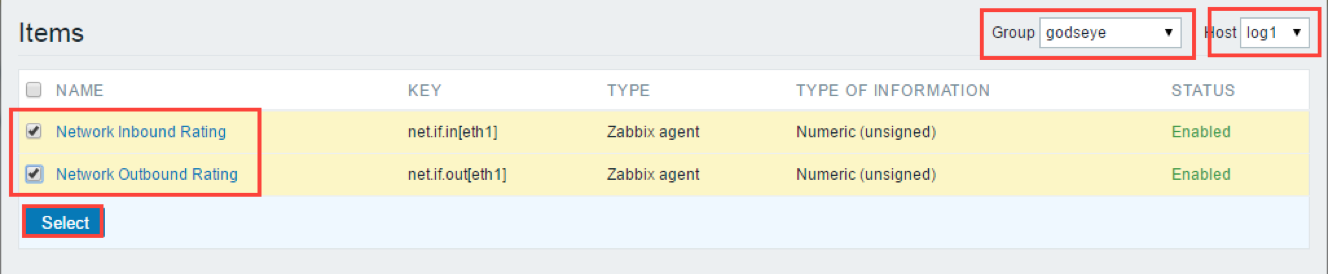 Items Group godseye Host log1
NAME KEY TYPE TYPE OF INFORMATION STATUS
Network Inbound Rating net.if.in[eth1] Zabbix agent Numeric (unsigned) Enabled
Network Outbound Rating net.if.out[eth1] Zabbix agent Numeric (unsigned) Enabled
Select